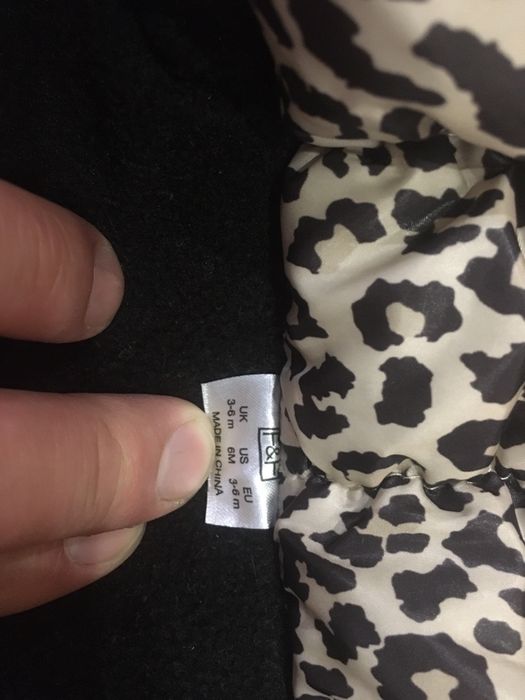 F&F
UK US EU
3-6 m 6M 3-6 m
MADE IN CHINA